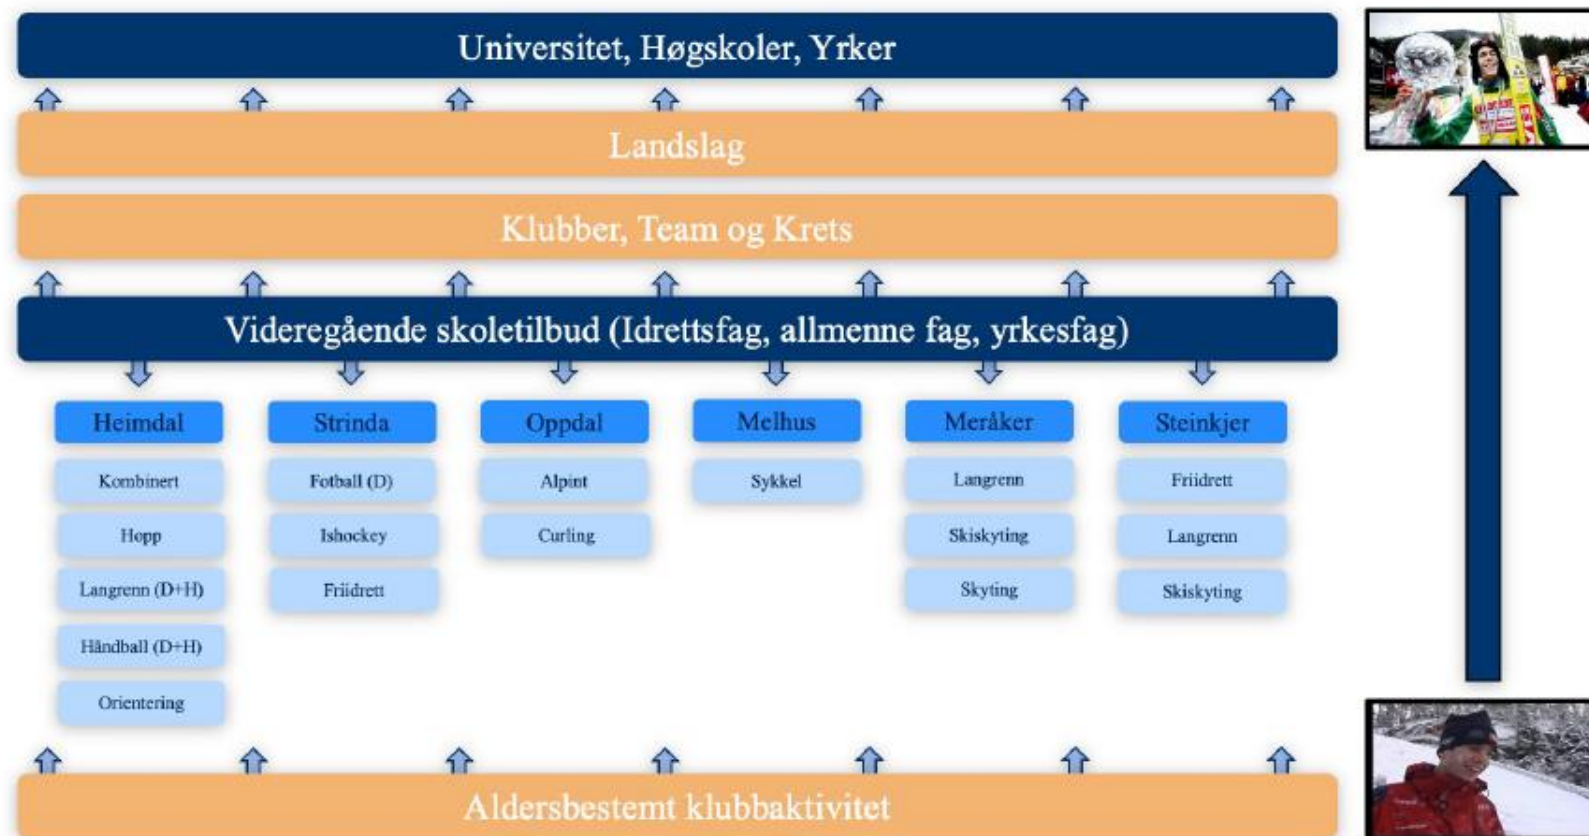 Universitet, Høgskoler, Yrker
Landslag
Klubber, Team og Krets
Videregående skoletilbud (Idrettsfag, allmenne fag, yrkesfag)
Heimdal
Kombinert
Hopp
Langrenn (D+H)
Håndball (D+H)
Orientering
Strinda
Fotball (D)
Ishockey
Friidrett
Oppdal
Alpint
Curling
Melhus
Sykkel
Meråker
Langrenn
Skiskyting
Skyting
Steinkjer
Friidrett
Langrenn
Skiskyting
Aldersbestemt klubbaktivitet